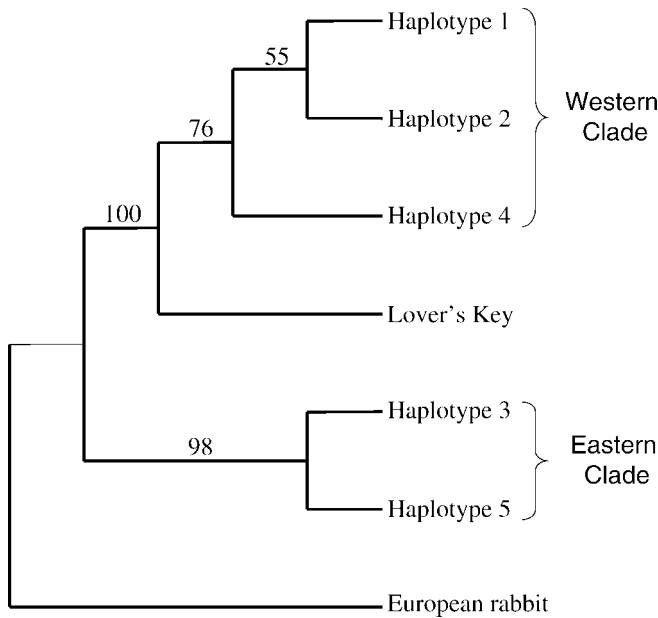 Haplotype 1
55
Western
Clade
Haplotype 2
76
Haplotype 4
100
Lover's Key
Haplotype 3
98
Eastern
Clade
Haplotype 5
European rabbit